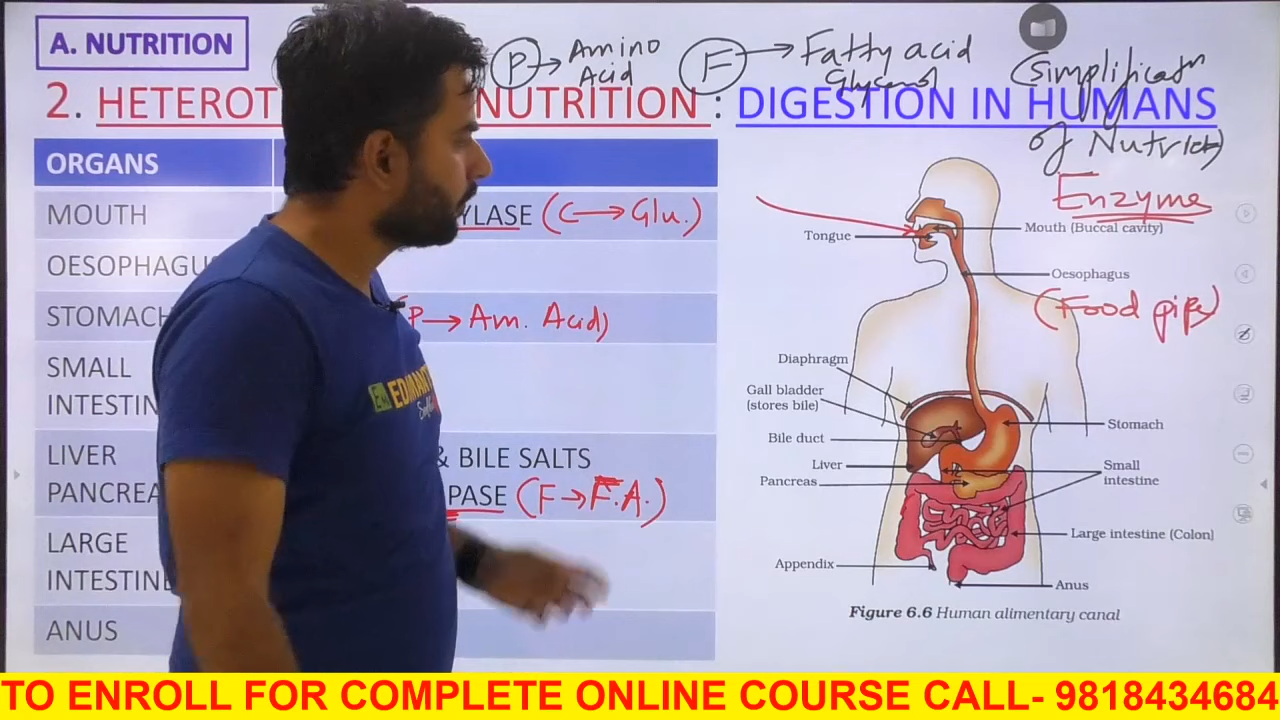 A. NUTRITION
P → Amino Acid
F → Fatty acid Glycerol
(Simplificatn of Nutrients)
2. HETEROT NUTRITION : DIGESTION IN HUMANS
ORGANS
MOUTH YLASE (C → Glu.)
OESOPHAGUS
STOMACH (P → Am. Acid)
SMALL
INTESTIN
LIVER & BILE SALTS
PANCREA PASE (F → F.A.)
LARGE
INTESTINE
ANUS
Enzyme
Tongue
Mouth (Buccal cavity)
Oesophagus
(Food pipe)
Diaphragm
Gall bladder
(stores bile)
Bile duct
Liver
Pancreas
Stomach
Small
intestine
Large intestine (Colon)
Appendix
Anus
Figure 6.6 Human alimentary canal
TO ENROLL FOR COMPLETE ONLINE COURSE CALL- 9818434684